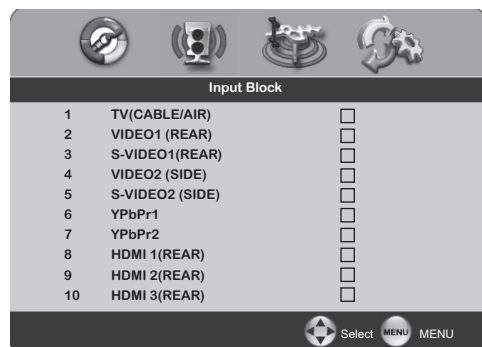 Input Block
1 TV(CABLE/AIR)
2 VIDEO1 (REAR)
3 S-VIDEO1(REAR)
4 VIDEO2 (SIDE)
5 S-VIDEO2 (SIDE)
6 YPbPr1
7 YPbPr2
8 HDMI 1(REAR)
9 HDMI 2(REAR)
10 HDMI 3(REAR)
Select MENU MENU